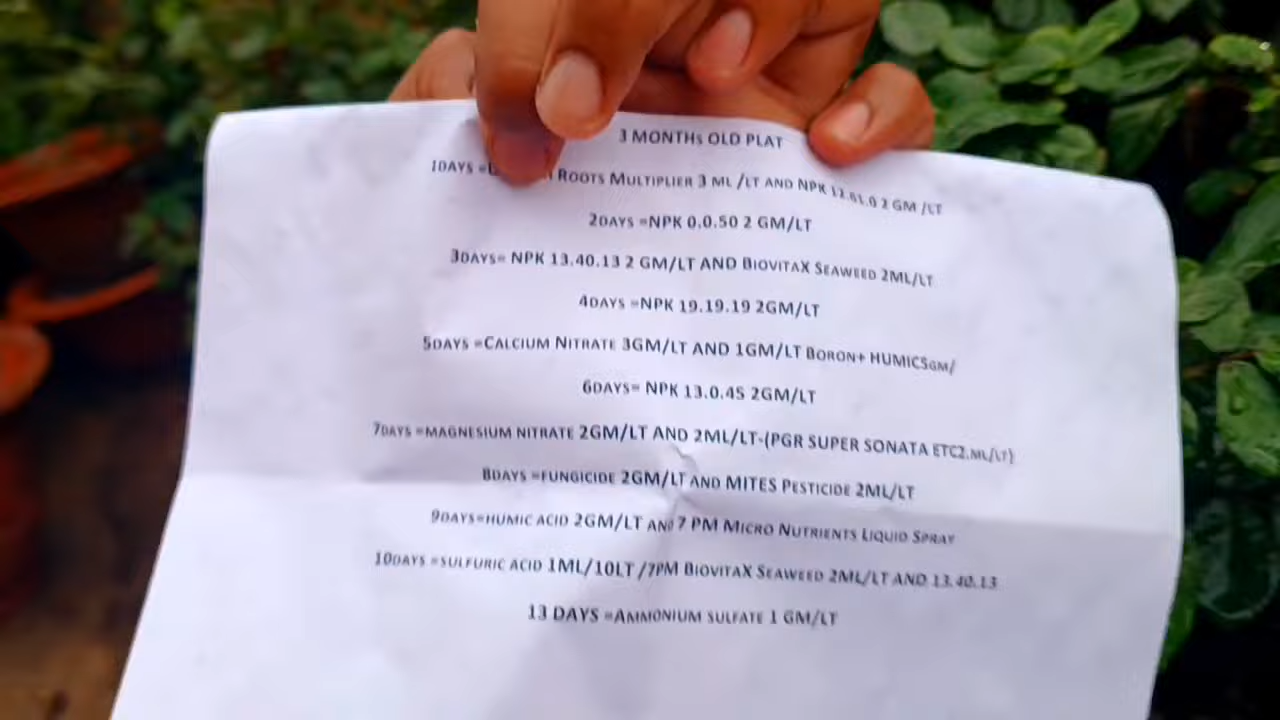 3 MONTHs OLD PLAT
1DAYS = ROOTS MULTIPLIER 3 ML /LT AND NPK 12.61.0 2 GM /LT
2DAYS =NPK 0.0.50 2 GM/LT
3DAYS= NPK 13.40.13 2 GM/LT AND BIOVITAX SEAWEED 2ML/LT
4DAYS =NPK 19.19.19 2GM/LT
5DAYS =CALCIUM NITRATE 3GM/LT AND 1GM/LT BORON+ HUMIC5GM/
6DAYS= NPK 13.0.45 2GM/LT
7DAYS =MAGNESIUM NITRATE 2GM/LT AND 2ML/LT-(PGR SUPER SONATA ETC2.ML/LT)
8DAYS =FUNGICIDE 2GM/LT AND MITES PESTICIDE 2ML/LT
9DAYS=HUMIC ACID 2GM/LT AND 7 PM MICRO NUTRIENTS LIQUID SPRAY
10DAYS =SULFURIC ACID 1ML/10LT /7PM BIOVITAX SEAWEED 2ML/LT AND 13.40.13
13 DAYS =AMMONIUM SULFATE 1 GM/LT